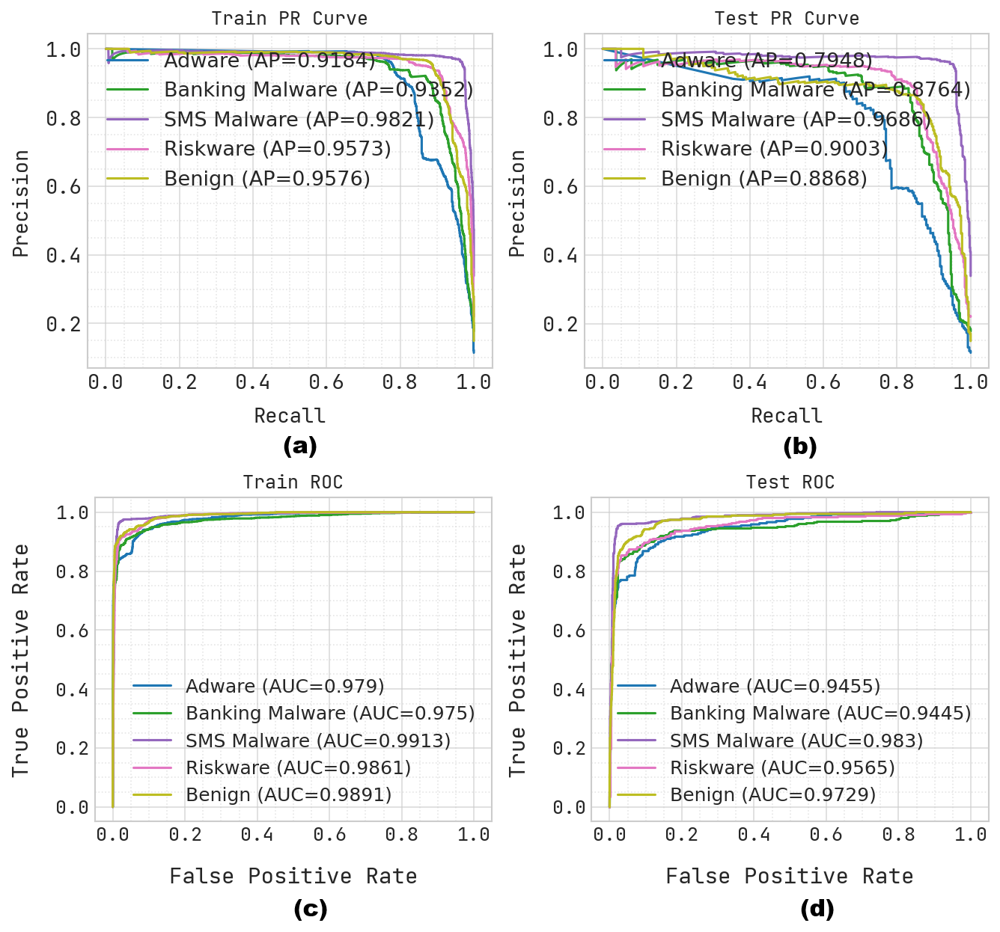 Train PR Curve
Precision
1.0
0.8
0.6
0.4
0.2
Adware (AP=0.9184)
Banking Malware (AP=0.9352)
SMS Malware (AP=0.9821)
Riskware (AP=0.9573)
Benign (AP=0.9576)
0.0 0.2 0.4 0.6 0.8 1.0
Recall
(a)
Test PR Curve
Precision
1.0
0.8
0.6
0.4
0.2
Adware (AP=0.7948)
Banking Malware (AP=0.8764)
SMS Malware (AP=0.9686)
Riskware (AP=0.9003)
Benign (AP=0.8868)
0.0 0.2 0.4 0.6 0.8 1.0
Recall
(b)
Train ROC
True Positive Rate
1.0
0.8
0.6
0.4
0.2
0.0
Adware (AUC=0.979)
Banking Malware (AUC=0.975)
SMS Malware (AUC=0.9913)
Riskware (AUC=0.9861)
Benign (AUC=0.9891)
0.0 0.2 0.4 0.6 0.8 1.0
False Positive Rate
(c)
Test ROC
True Positive Rate
1.0
0.8
0.6
0.4
0.2
0.0
Adware (AUC=0.9455)
Banking Malware (AUC=0.9445)
SMS Malware (AUC=0.983)
Riskware (AUC=0.9565)
Benign (AUC=0.9729)
0.0 0.2 0.4 0.6 0.8 1.0
False Positive Rate
(d)